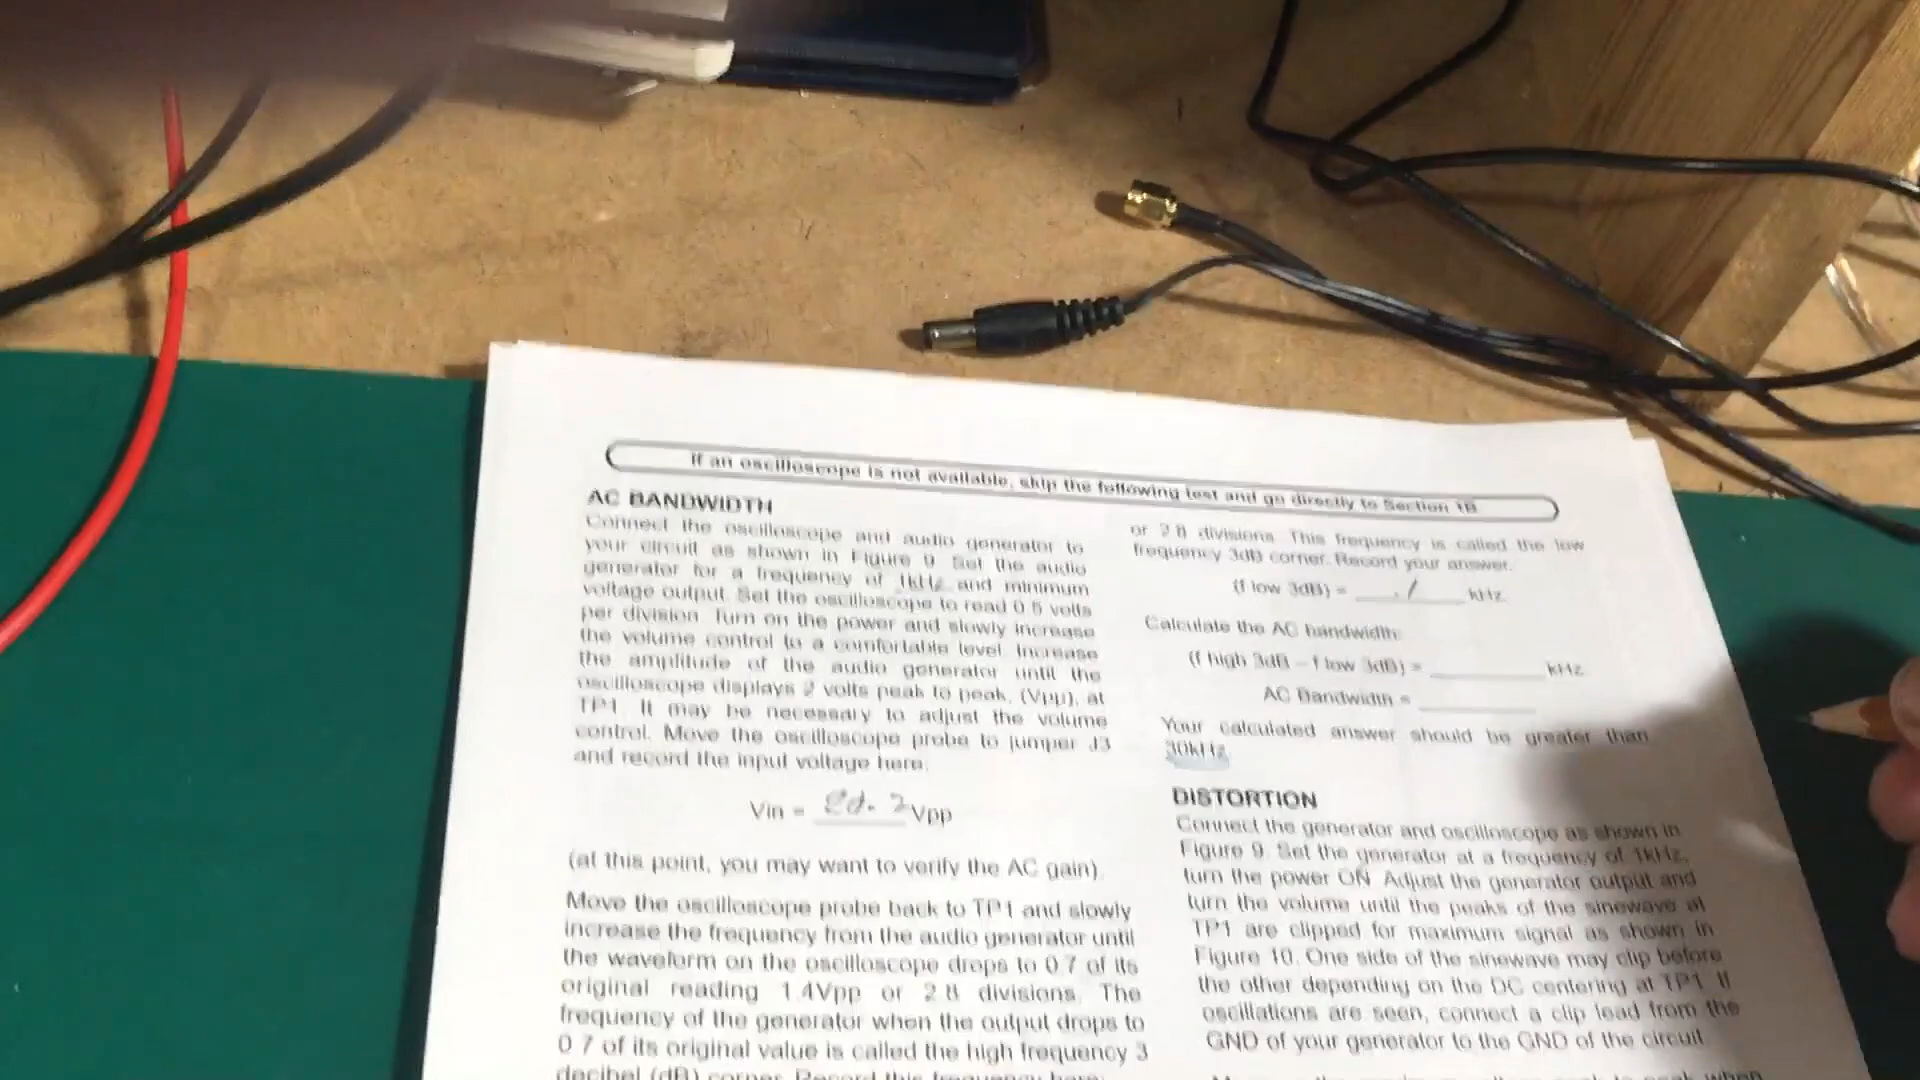 If an oscilloscope is not available, skip the following test and go directly to Section 1B
AC BANDWIDTH
Connect the oscilloscope and audio generator to
your circuit as shown in Figure 9. Set the audio
generator for a frequency of 1kHz and minimum
voltage output. Set the oscilloscope to read 0.5 volts
per division. Turn on the power and slowly increase
the volume control to a comfortable level. Increase
the amplitude of the audio generator until the
oscilloscope displays 2 volts peak to peak, (Vpp), at
TP1. It may be necessary to adjust the volume
control. Move the oscilloscope probe to jumper J3
and record the input voltage here:
Vin = Vpp
(at this point, you may want to verify the AC gain).
Move the oscilloscope probe back to TP1 and slowly
increase the frequency from the audio generator until
the waveform on the oscilloscope drops to 0.7 of its
original reading 1.4Vpp or 2.8 divisions. The
frequency of the generator when the output drops to
0.7 of its original value is called the high frequency 3
decibel (dB) corner. Record this frequency here:
or 2.8 divisions. This frequency is called the low
frequency 3dB corner. Record your answer.
(f low 3dB) = .1 kHz
Calculate the AC bandwidth:
(f high 3dB – f low 3dB) = kHz
AC Bandwidth =
Your calculated answer should be greater than
30kHz.
DISTORTION
Connect the generator and oscilloscope as shown in
Figure 9. Set the generator at a frequency of 1kHz,
turn the power ON. Adjust the generator output and
turn the volume until the peaks of the sinewave at
TP1 are clipped for maximum signal as shown in
Figure 10. One side of the sinewave may clip before
the other depending on the DC centering at TP1. If
oscillations are seen, connect a clip lead from the
GND of your generator to the GND of the circuit.